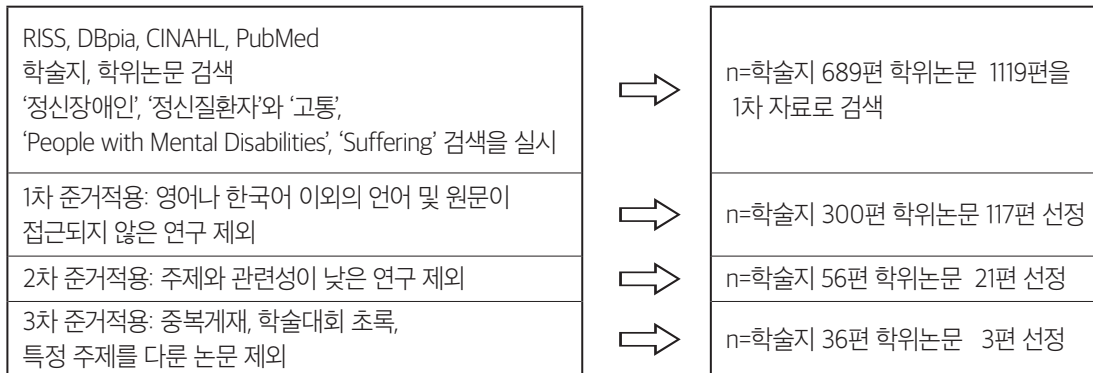 RISS, DBpia, CINAHL, PubMed
학술지, 학위논문 검색
‘정신장애인’, ‘정신질환자’와 ‘고통’,
‘People with Mental Disabilities’, ‘Suffering’ 검색을 실시
n=학술지 689편 학위논문 1119편을
1차 자료로 검색
1차 준거적용: 영어나 한국어 이외의 언어 및 원문이
접근되지 않은 연구 제외
n=학술지 300편 학위논문 117편 선정
2차 준거적용: 주제와 관련성이 낮은 연구 제외
n=학술지 56편 학위논문 21편 선정
3차 준거적용: 중복게재, 학술대회 초록,
특정 주제를 다룬 논문 제외
n=학술지 36편 학위논문 3편 선정